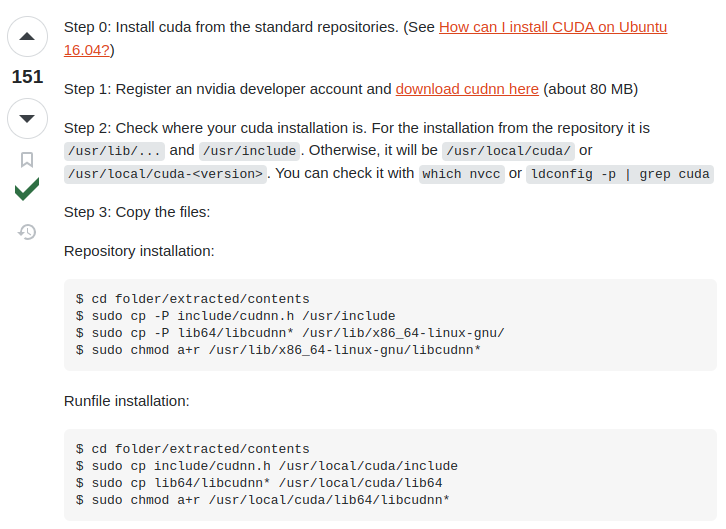 Step 0: Install cuda from the standard repositories. (See How can I install CUDA on Ubuntu
16.04?)
151
Step 1: Register an nvidia developer account and download cudnn here (about 80 MB)
Step 2: Check where your cuda installation is. For the installation from the repository it is
/usr/lib/... and /usr/include. Otherwise, it will be /usr/local/cuda/ or
/usr/local/cuda-<version>. You can check it with which nvcc or ldconfig -p | grep cuda
Step 3: Copy the files:
Repository installation:
$ cd folder/extracted/contents
$ sudo cp -P include/cudnn.h /usr/include
$ sudo cp -P lib64/libcudnn* /usr/lib/x86_64-linux-gnu/
$ sudo chmod a+r /usr/lib/x86_64-linux-gnu/libcudnn*
Runfile installation:
$ cd folder/extracted/contents
$ sudo cp include/cudnn.h /usr/local/cuda/include
$ sudo cp lib64/libcudnn* /usr/local/cuda/lib64
$ sudo chmod a+r /usr/local/cuda/lib64/libcudnn*